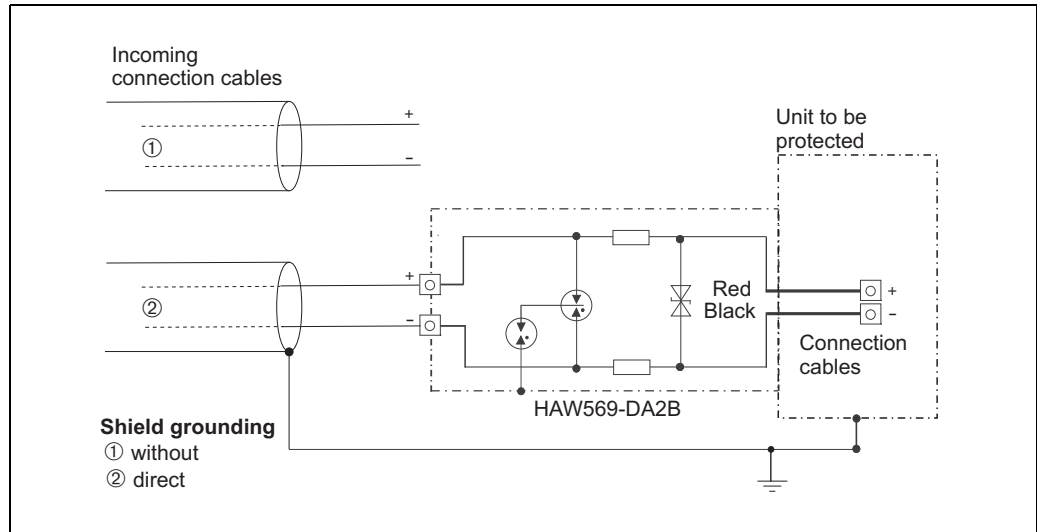 Incoming
connection cables
+
①
−
Unit to be
protected
+
②
−
Red
Black
+
−
Connection
cables
HAW569-DA2B
Shield grounding
① without
② direct